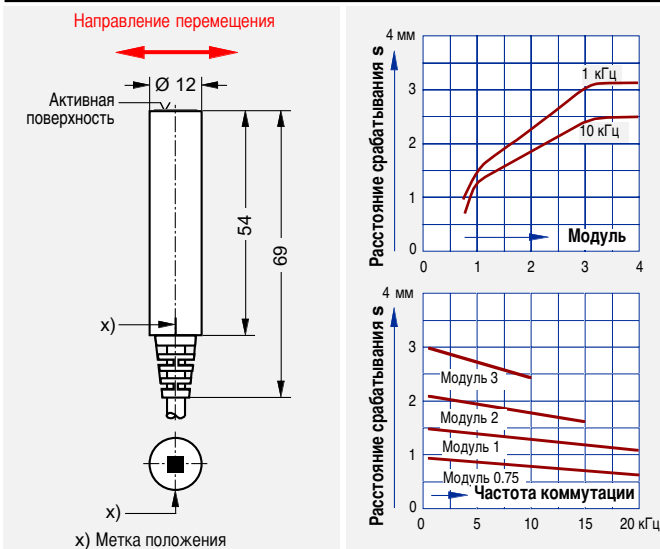 Направление перемещения
Ø 12
Активная
поверхность
54
69
x)
x)
x) Метка положения
4 мм
3
2
1
0
Расстояние срабатывания s
1 кГц
10 кГц
Модуль
0 1 2 3 4
4 мм
3
2
1
0
Расстояние срабатывания s
Модуль 3
Модуль 2
Модуль 1
Модуль 0.75
Частота коммутации
0 5 10 15 20 кГц